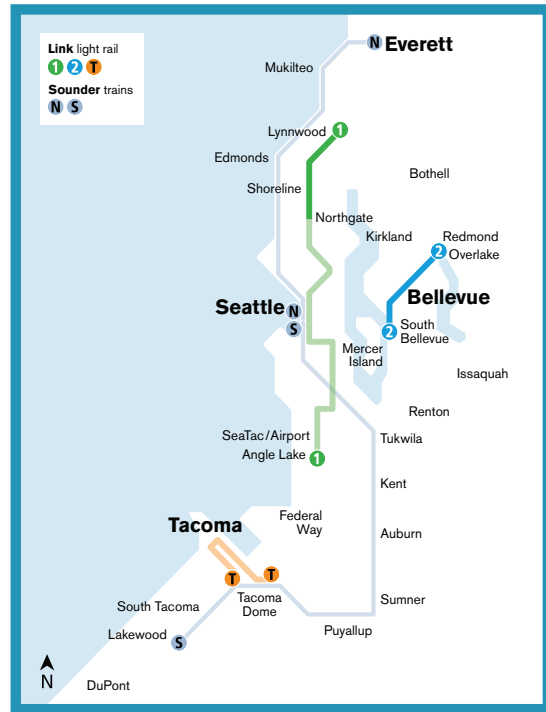 Link light rail
1 2 T
Sounder trains
N S
N Everett
Mukilteo
Lynnwood 1
Edmonds
Bothell
Shoreline
Northgate
Kirkland
Redmond
2
Overlake
Bellevue
Seattle N
S
2 South
Bellevue
Mercer
Island
Issaquah
Renton
SeaTac/Airport
Tukwila
Angle Lake 1
Kent
Federal
Way
Tacoma
Auburn
T T
Tacoma
Dome
South Tacoma
Sumner
Puyallup
Lakewood S
N
DuPont